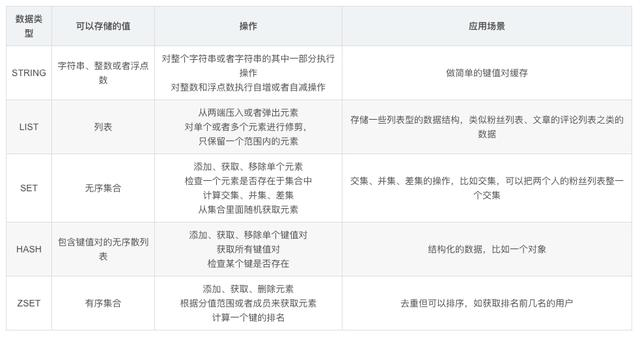 数据类
型
可以存储的值
操作
应用场景
STRING
字符串、整数或者浮点
数
对整个字符串或者字符串的其中一部分执行
操作
对整数和浮点数执行自增或者自减操作
做简单的键值对缓存
LIST
列表
从两端压入或者弹出元素
对单个或者多个元素进行修剪，
只保留一个范围内的元素
存储一些列表型的数据结构，类似粉丝列表、文章的评论列表之类的
数据
SET
无序集合
添加、获取、移除单个元素
检查一个元素是否存在于集合中
计算交集、并集、差集
从集合里面随机获取元素
交集、并集、差集的操作，比如交集，可以把两个人的粉丝列表整一
个交集
HASH
包含键值对的无序散列
表
添加、获取、移除单个键值对
获取所有键值对
检查某个键是否存在
结构化的数据，比如一个对象
ZSET
有序集合
添加、获取、删除元素
根据分值范围或者成员来获取元素
计算一个键的排名
去重但可以排序，如获取排名前几名的用户